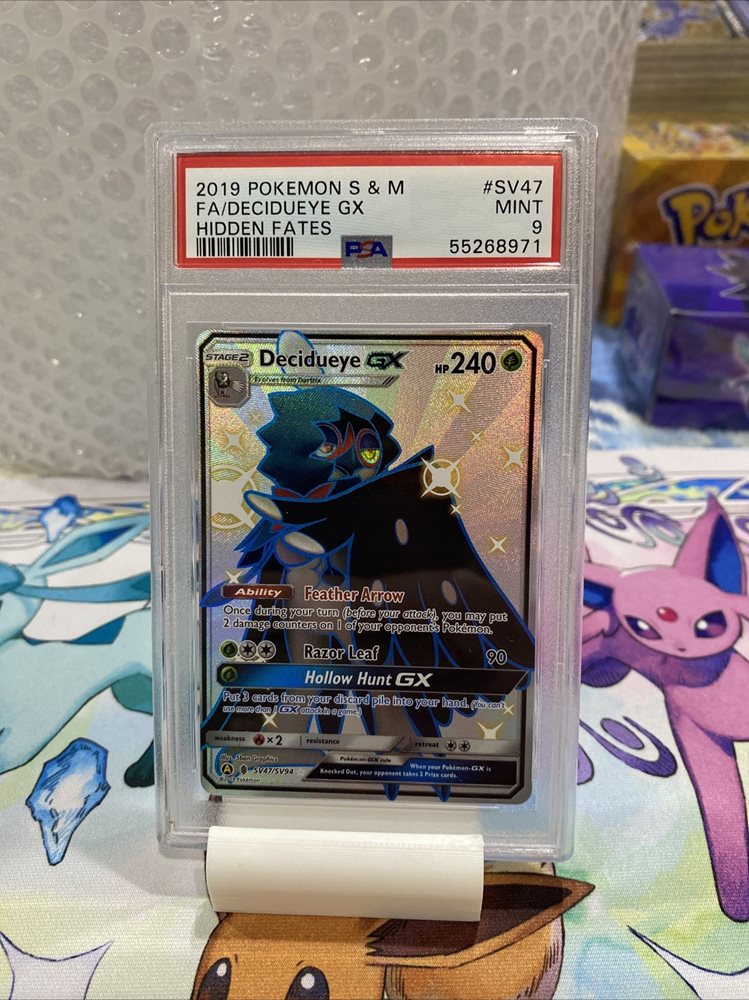 2019 POKEMON S & M #SV47
FA/DECIDUEYE GX MINT
HIDDEN FATES 9
PSA 55268971
STAGE2 Decidueye GX HP240
Evolves from Dartrix
Ability Feather Arrow
Once during your turn (before your attack), you may put
2 damage counters on 1 of your opponent's Pokémon.
Razor Leaf 90
Hollow Hunt GX
Put 3 cards from your discard pile into your hand. (You can't
use more than 1 GX attack in a game.)
weakness ×2 resistance retreat
Illus. 5ban Graphics
Pokémon-GX rule
When your Pokémon-GX is
Knocked Out, your opponent takes 2 Prize cards.
A SV47/SV94
Pokémon